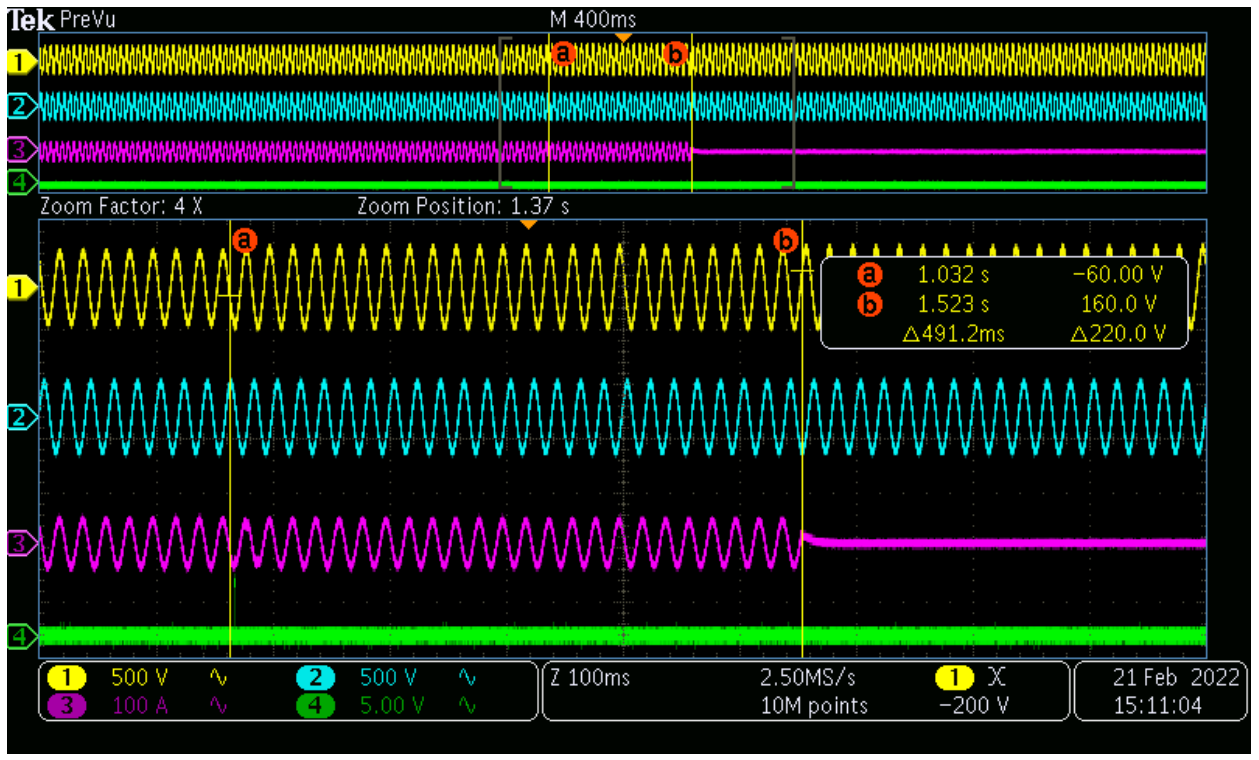 Tek PreVu M 400ms
1 a b
2
3
4
Zoom Factor: 4 X Zoom Position: 1.37 s
a b
1
a 1.032 s −60.00 V
b 1.523 s 160.0 V
△491.2ms △220.0 V
2
3
4
1 500 V 2 500 V Z 100ms 2.50MS/s 1 −200 V
3 100 A 4 5.00 V 10M points
21 Feb 2022
15:11:04